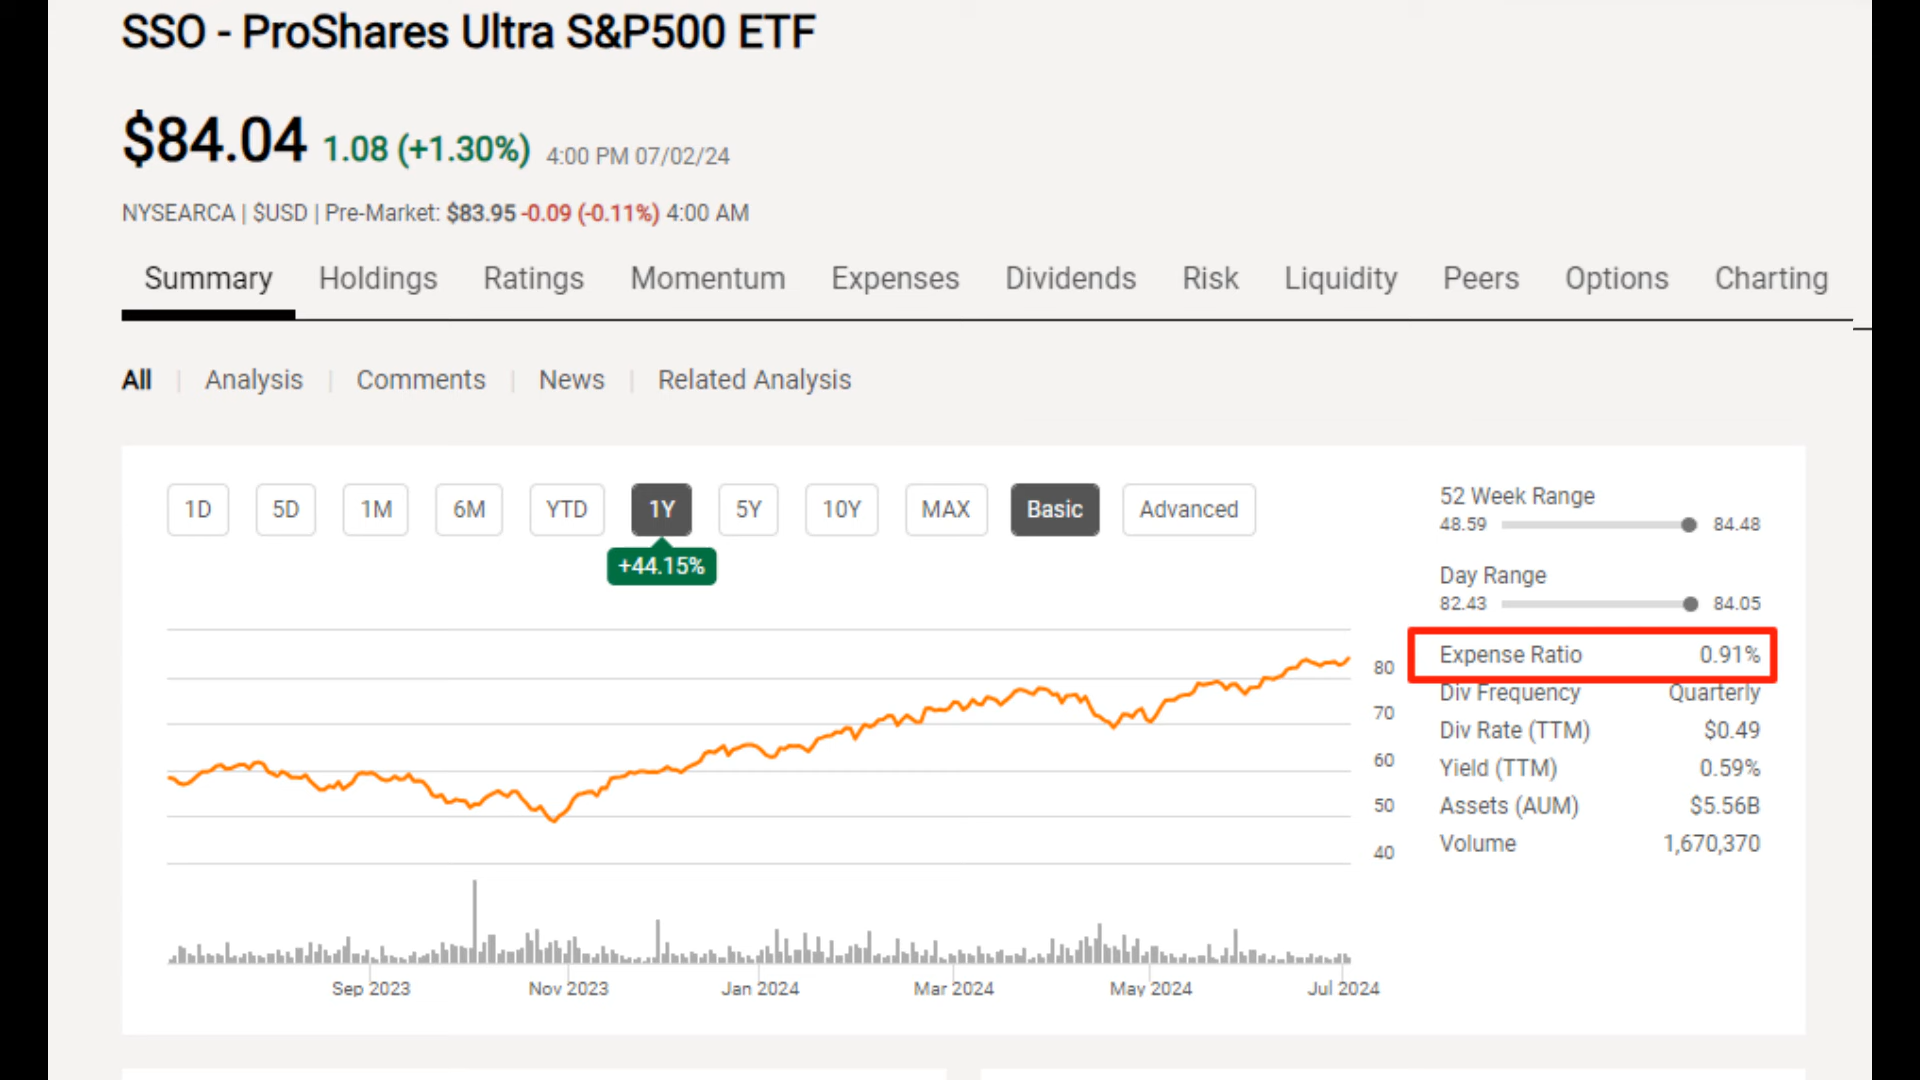 SSO - ProShares Ultra S&P500 ETF
$84.04 1.08 (+1.30%) 4:00 PM 07/02/24
NYSEARCA | $USD | Pre-Market: $83.95 -0.09 (-0.11%) 4:00 AM
Summary Holdings Ratings Momentum Expenses Dividends Risk Liquidity Peers Options Charting
All | Analysis | Comments | News | Related Analysis
1D 5D 1M 6M YTD 1Y 5Y 10Y MAX Basic Advanced
+44.15%
80
70
60
50
40
Sep 2023 Nov 2023 Jan 2024 Mar 2024 May 2024 Jul 2024
52 Week Range
48.59 84.48
Day Range
82.43 84.05
Expense Ratio 0.91%
Div Frequency Quarterly
Div Rate (TTM) $0.49
Yield (TTM) 0.59%
Assets (AUM) $5.56B
Volume 1,670,370